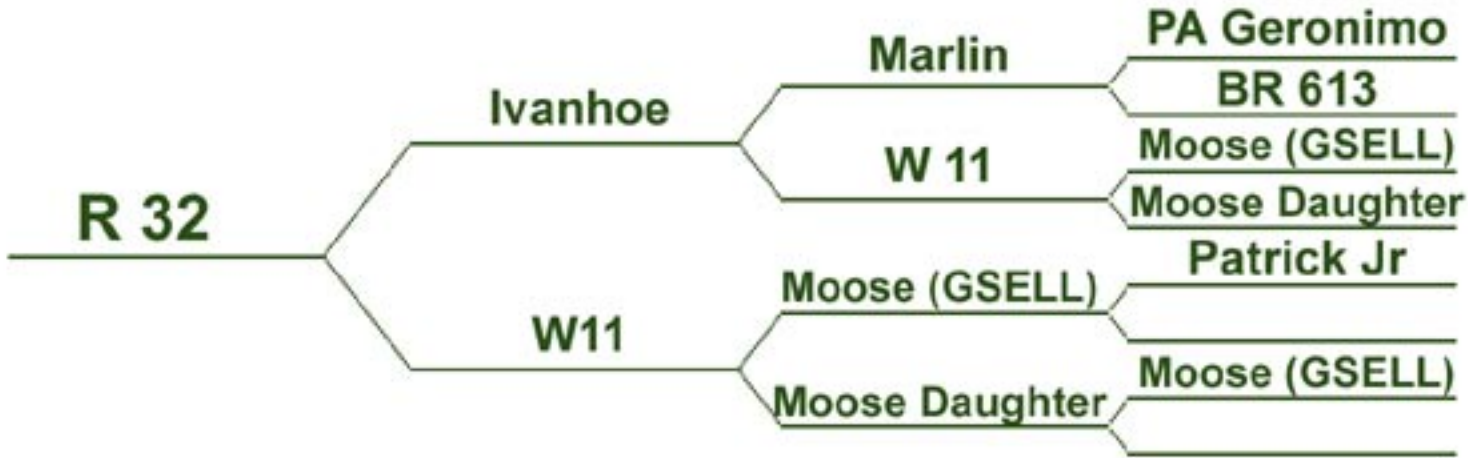 PA Geronimo
Marlin
BR 613
Ivanhoe
Moose (GSELL)
W 11
Moose Daughter
R 32
Patrick Jr
Moose (GSELL)
W11
Moose (GSELL)
Moose Daughter